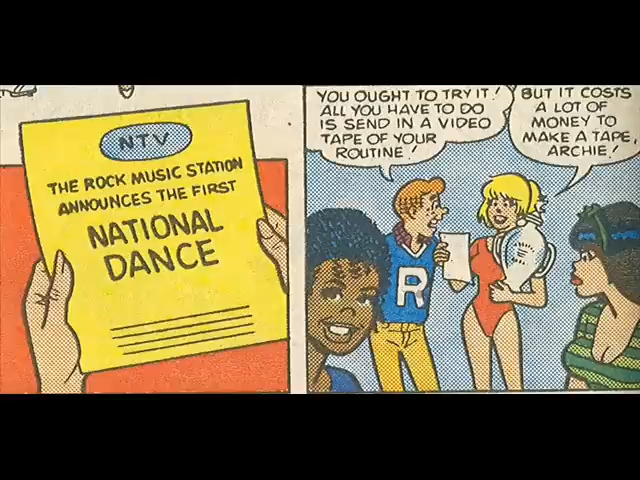 NTV
THE ROCK MUSIC STATION
ANNOUNCES THE FIRST
NATIONAL
DANCE
YOU OUGHT TO TRY IT!
ALL YOU HAVE TO DO
IS SEND IN A VIDEO
TAPE OF YOUR
ROUTINE!
BUT IT COSTS
A LOT OF
MONEY TO
MAKE A TAPE,
ARCHIE!
R